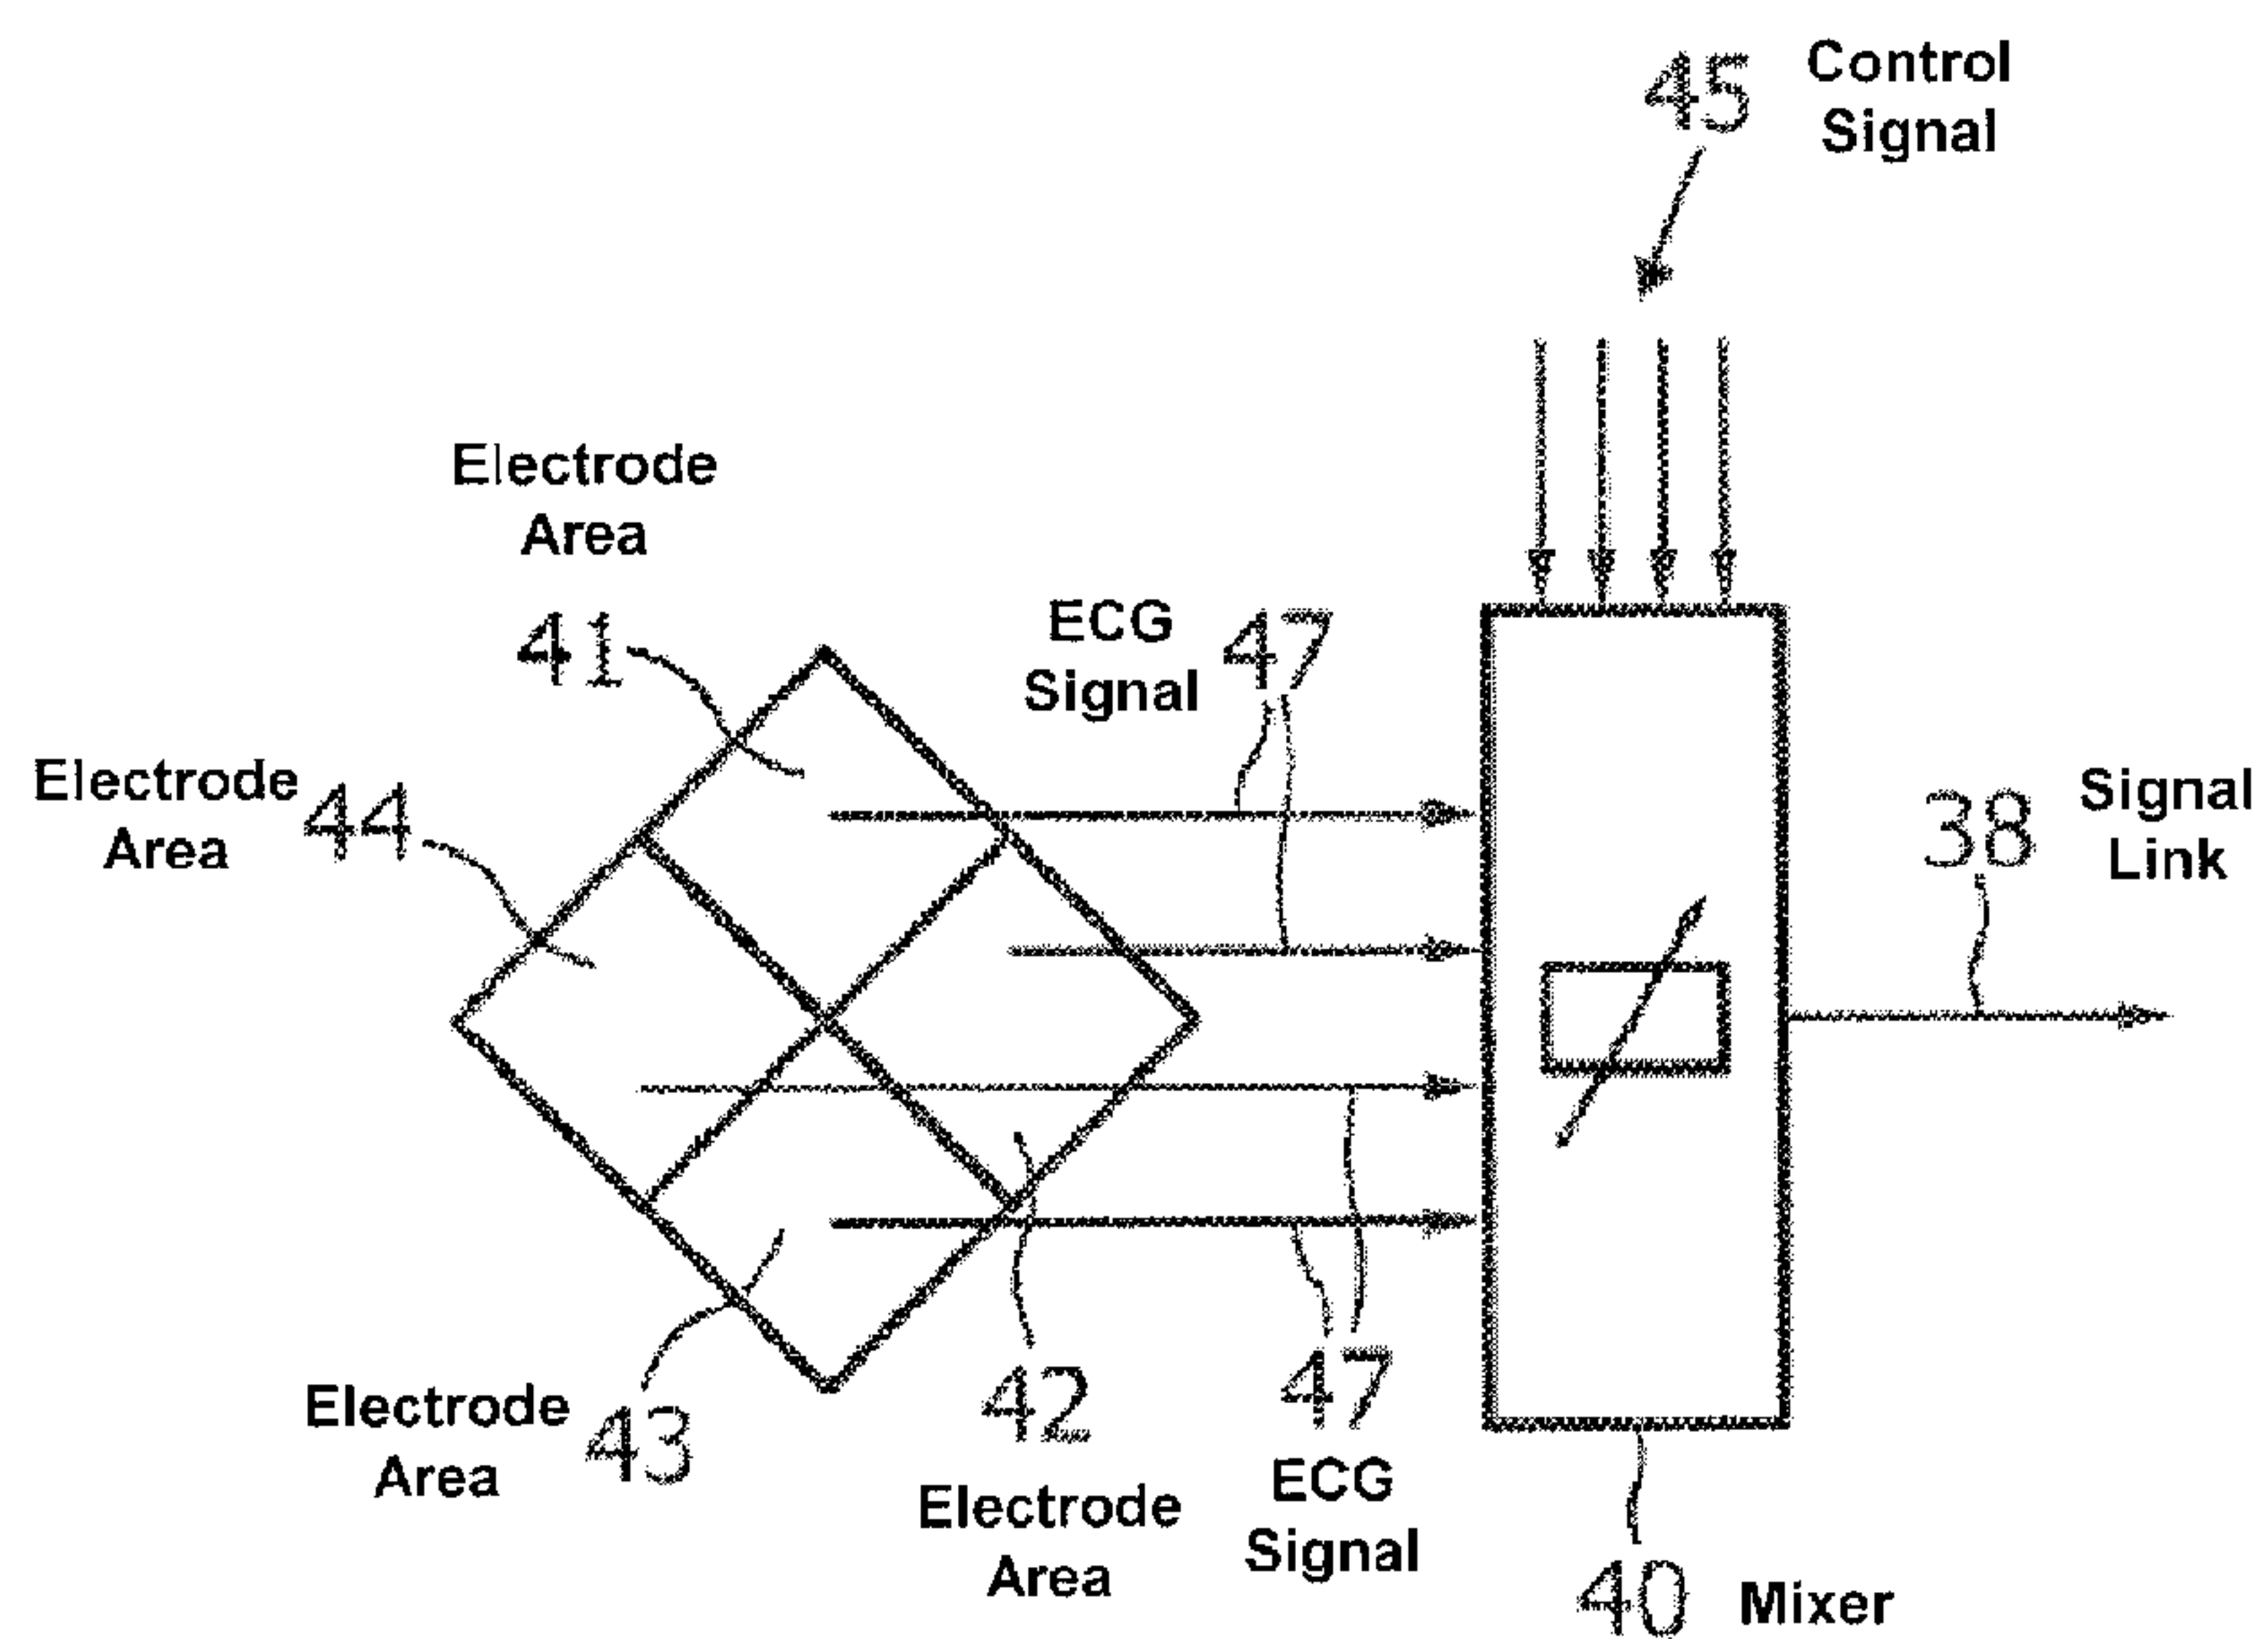 45 Control
Signal
Electrode
Area
41
ECG
Signal
47
Electrode
Area
44
38
Signal
Link
Electrode
Area
43
42
Electrode
Area
47
ECG
Signal
40 Mixer